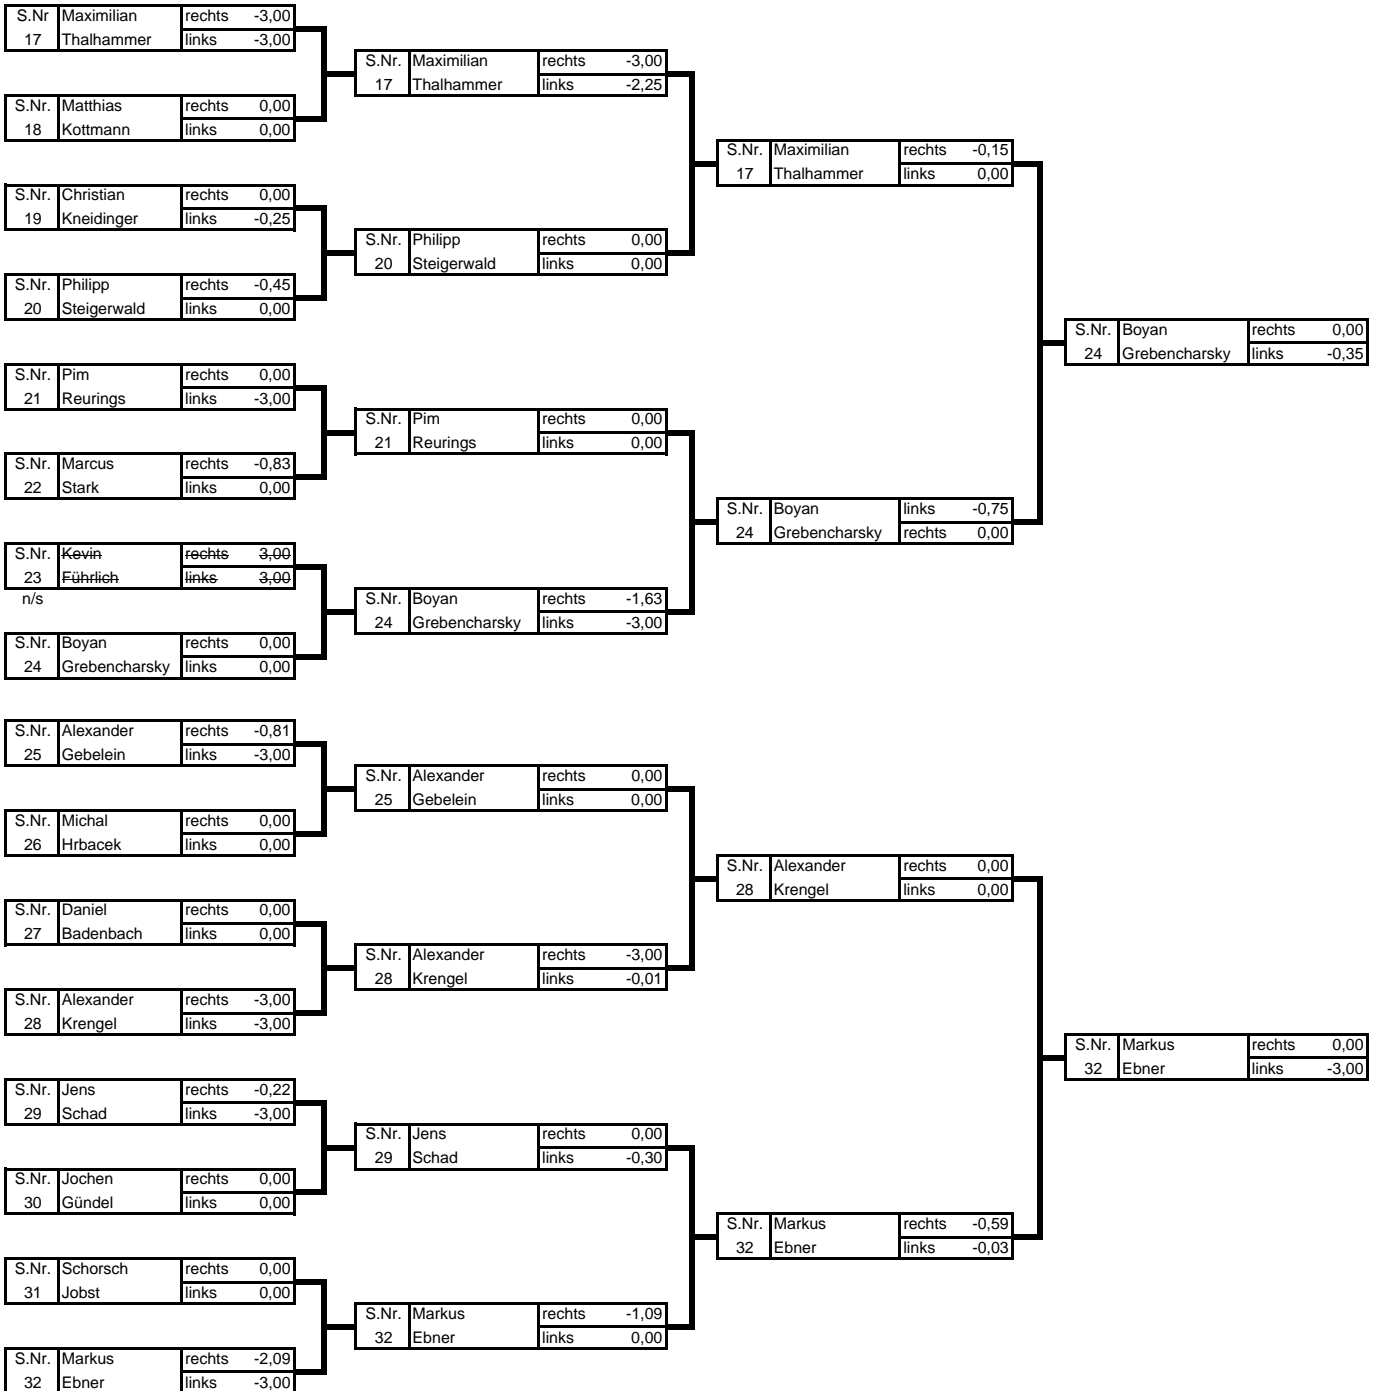 S.Nr Maximilian rechts -3,00
17 Thalhammer links -3,00
S.Nr. Matthias rechts 0,00
18 Kottmann links 0,00
S.Nr. Christian rechts 0,00
19 Kneidinger links -0,25
S.Nr. Philipp rechts -0,45
20 Steigerwald links 0,00
S.Nr. Pim rechts 0,00
21 Reurings links -3,00
S.Nr. Marcus rechts -0,83
22 Stark links 0,00
S.Nr. Kevin rechts 3,00
23 Führlich links 3,00
n/s
S.Nr. Boyan rechts 0,00
24 Grebencharsky links 0,00
S.Nr. Alexander rechts -0,81
25 Gebelein links -3,00
S.Nr. Michal rechts 0,00
26 Hrbacek links 0,00
S.Nr. Daniel rechts 0,00
27 Badenbach links 0,00
S.Nr. Alexander rechts -3,00
28 Krengel links -3,00
S.Nr. Jens rechts -0,22
29 Schad links -3,00
S.Nr. Jochen rechts 0,00
30 Gündel links 0,00
S.Nr. Schorsch rechts 0,00
31 Jobst links 0,00
S.Nr. Markus rechts -2,09
32 Ebner links -3,00
S.Nr. Maximilian rechts -3,00
17 Thalhammer links -2,25
S.Nr. Philipp rechts 0,00
20 Steigerwald links 0,00
S.Nr. Pim rechts 0,00
21 Reurings links 0,00
S.Nr. Boyan rechts -1,63
24 Grebencharsky links -3,00
S.Nr. Alexander rechts 0,00
25 Gebelein links 0,00
S.Nr. Alexander rechts -3,00
28 Krengel links -0,01
S.Nr. Jens rechts 0,00
29 Schad links -0,30
S.Nr. Markus rechts -1,09
32 Ebner links 0,00
S.Nr. Maximilian rechts -0,15
17 Thalhammer links 0,00
S.Nr. Boyan links -0,75
24 Grebencharsky rechts 0,00
S.Nr. Alexander rechts 0,00
28 Krengel links 0,00
S.Nr. Markus rechts -0,59
32 Ebner links -0,03
S.Nr. Boyan rechts 0,00
24 Grebencharsky links -0,35
S.Nr. Markus rechts 0,00
32 Ebner links -3,00